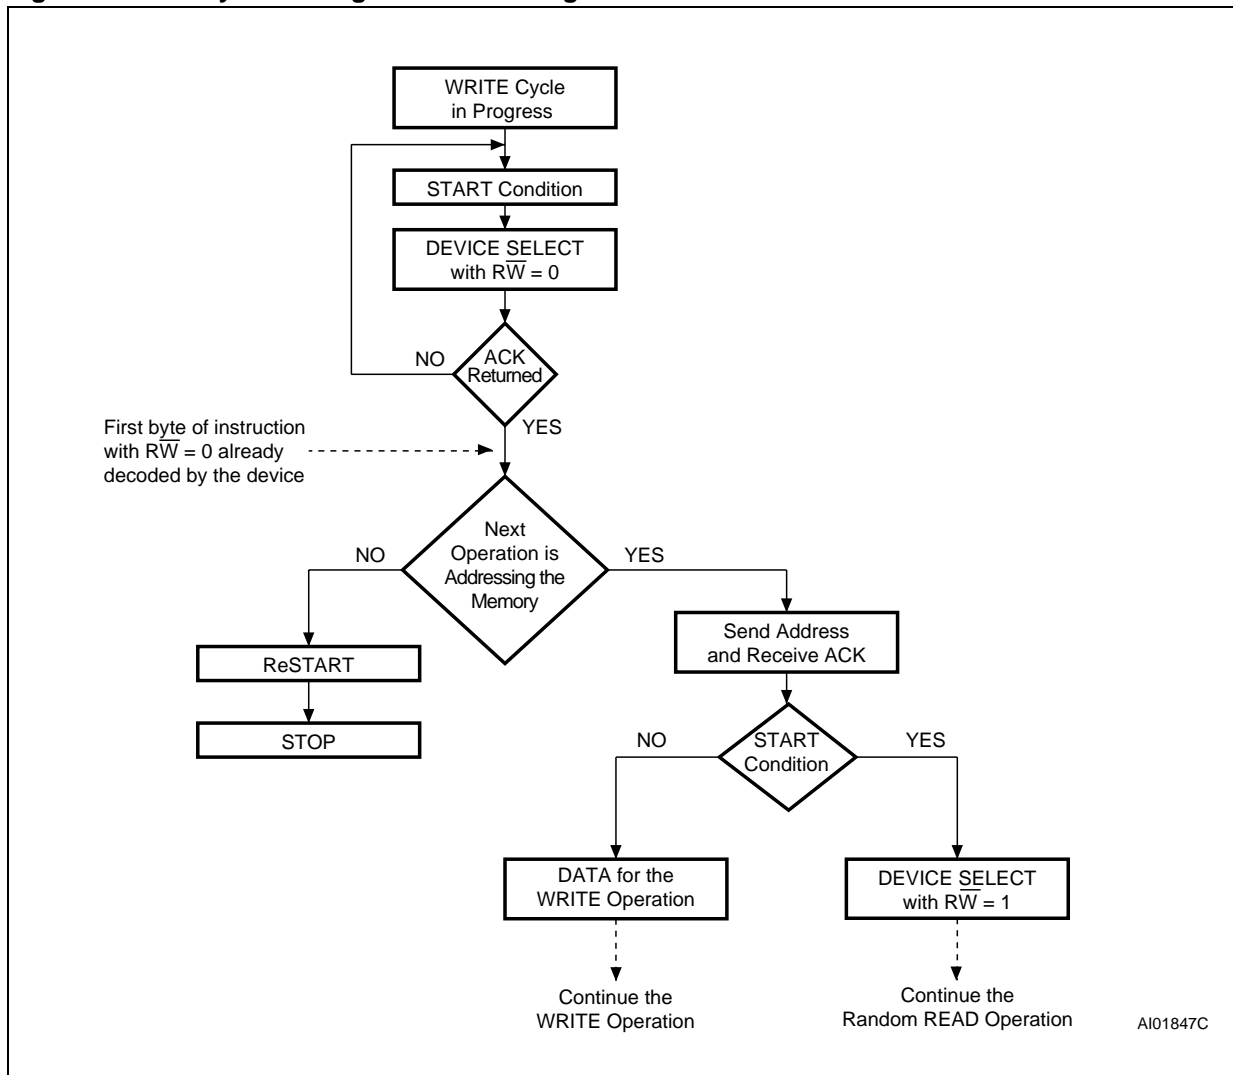 WRITE Cycle
in Progress
START Condition
DEVICE SELECT
with RW̅ = 0
NO
ACK
Returned
YES
First byte of instruction
with RW̅ = 0 already
decoded by the device
NO
Next
Operation is
Addressing the
Memory
YES
Send Address
and Receive ACK
ReSTART
STOP
NO
START
Condition
YES
DATA for the
WRITE Operation
DEVICE SELECT
with RW̅ = 1
Continue the
WRITE Operation
Continue the
Random READ Operation
AI01847C